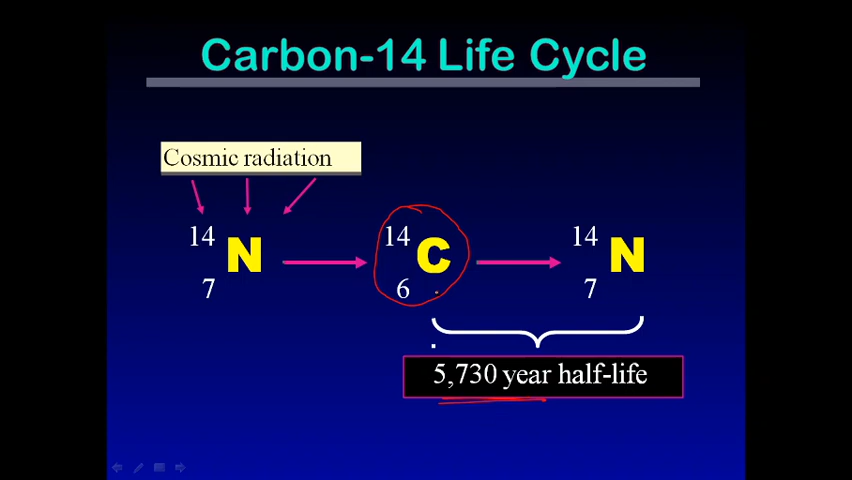 Carbon-14 Life Cycle
Cosmic radiation
14 14 14
N C N
7 6 7
5,730 year half-life